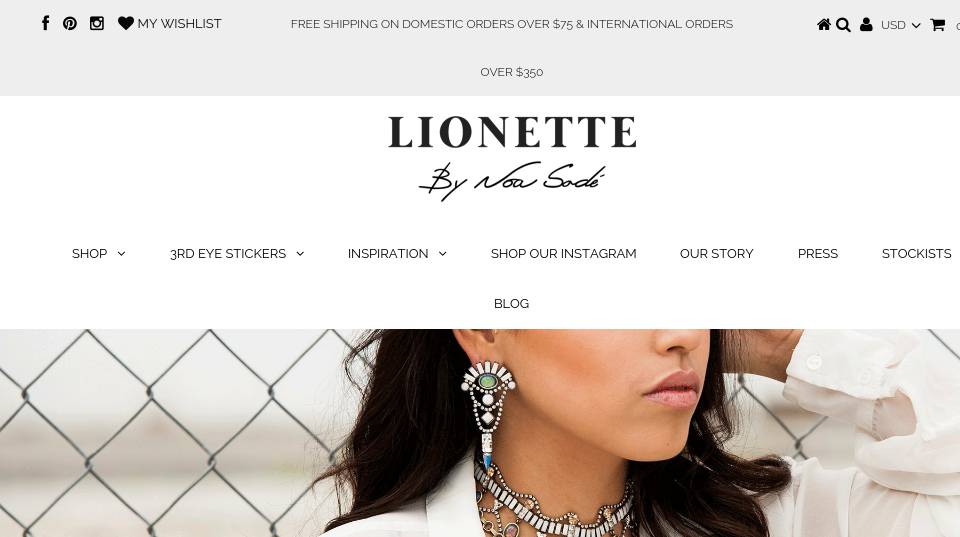 MY WISHLIST
FREE SHIPPING ON DOMESTIC ORDERS OVER $75 & INTERNATIONAL ORDERS
OVER $350
USD
LIONETTE
By Noa Sadé
SHOP
3RD EYE STICKERS
INSPIRATION
SHOP OUR INSTAGRAM
OUR STORY
PRESS
STOCKISTS
BLOG